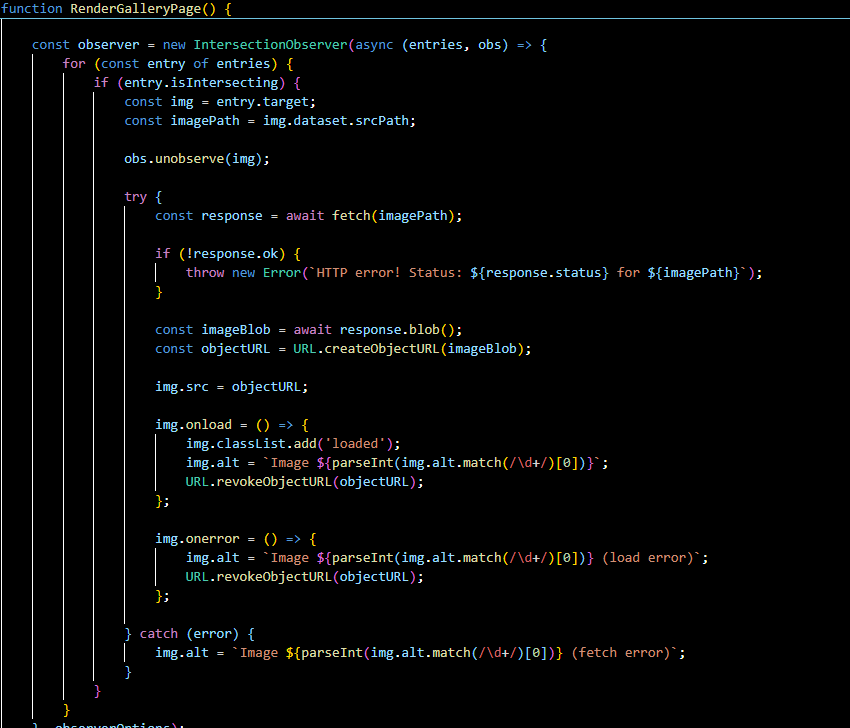 function RenderGalleryPage() {
const observer = new IntersectionObserver(async (entries, obs) => {
for (const entry of entries) {
if (entry.isIntersecting) {
const img = entry.target;
const imagePath = img.dataset.srcPath;
obs.unobserve(img);
try {
const response = await fetch(imagePath);
if (!response.ok) {
throw new Error(`HTTP error! Status: ${response.status} for ${imagePath}`);
}
const imageBlob = await response.blob();
const objectURL = URL.createObjectURL(imageBlob);
img.src = objectURL;
img.onload = () => {
img.classList.add('loaded');
img.alt = `Image ${parseInt(img.alt.match(/\d+/)[0])}`;
URL.revokeObjectURL(objectURL);
};
img.onerror = () => {
img.alt = `Image ${parseInt(img.alt.match(/\d+/)[0])} (load error)`;
URL.revokeObjectURL(objectURL);
};
} catch (error) {
img.alt = `Image ${parseInt(img.alt.match(/\d+/)[0])} (fetch error)`;
}
}
}
}, observerOptions);